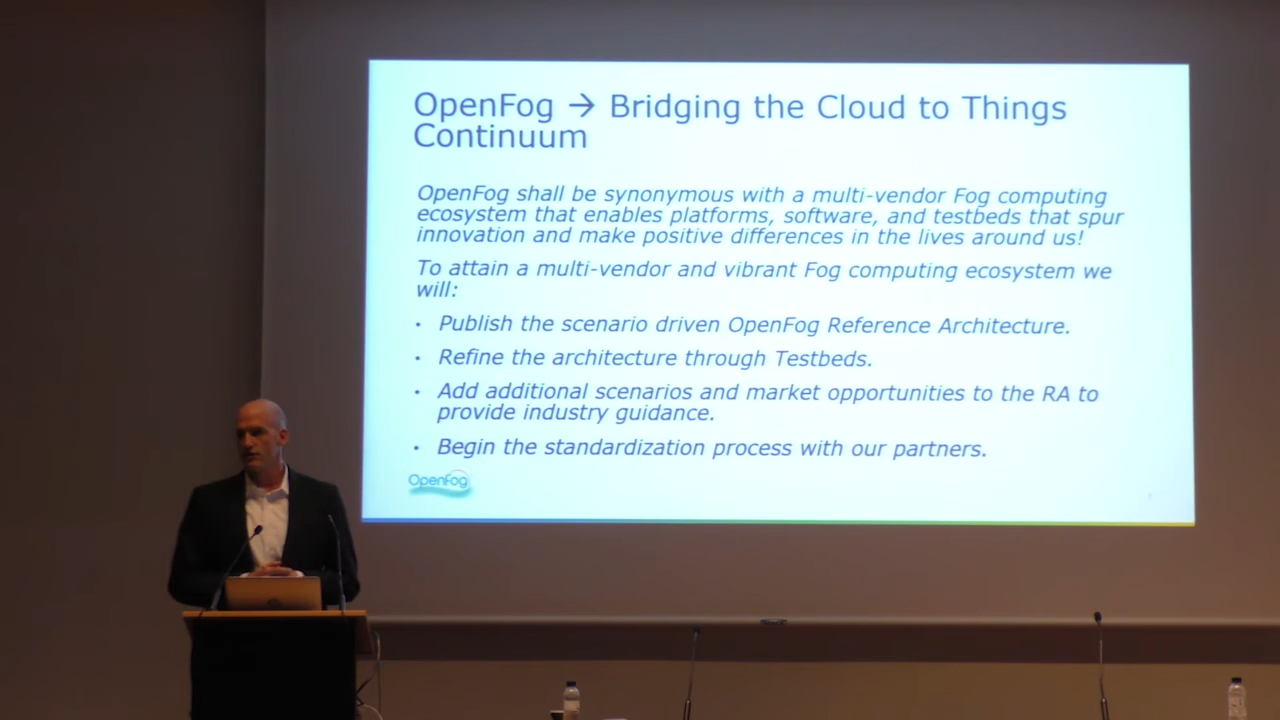 OpenFog → Bridging the Cloud to Things
Continuum
OpenFog shall be synonymous with a multi-vendor Fog computing
ecosystem that enables platforms, software, and testbeds that spur
innovation and make positive differences in the lives around us!
To attain a multi-vendor and vibrant Fog computing ecosystem we
will:
• Publish the scenario driven OpenFog Reference Architecture.
• Refine the architecture through Testbeds.
• Add additional scenarios and market opportunities to the RA to
provide industry guidance.
• Begin the standardization process with our partners.
OpenFog